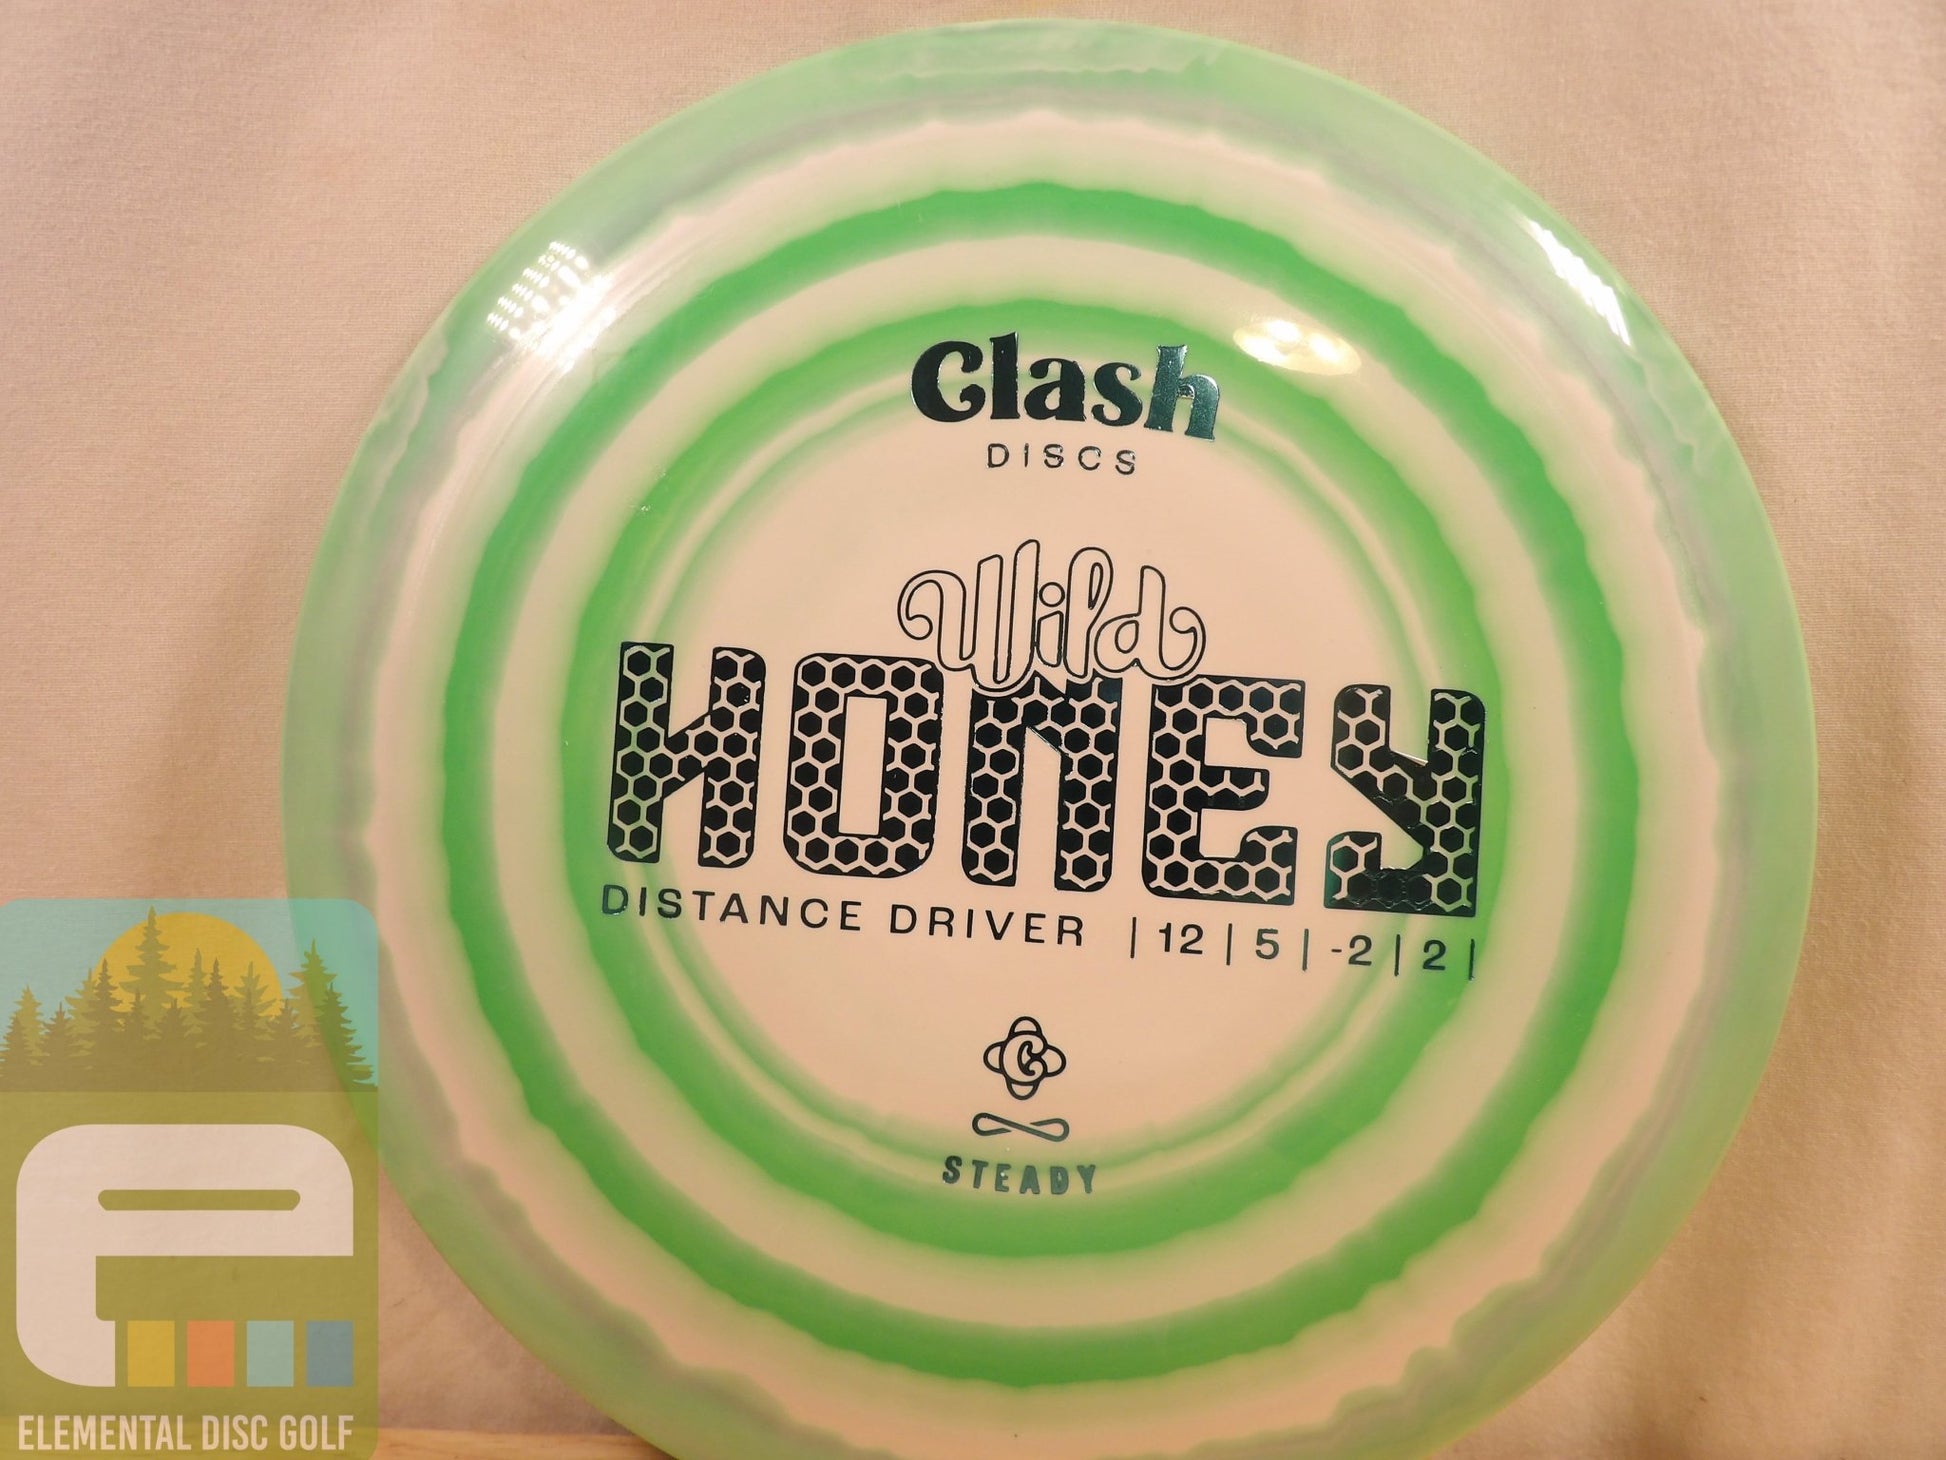 Clash
DISCS
Wild
HONEY
DISTANCE DRIVER | 12 | 5 | -2 | 2 |
C
STEADY
ELEMENTAL DISC GOLF